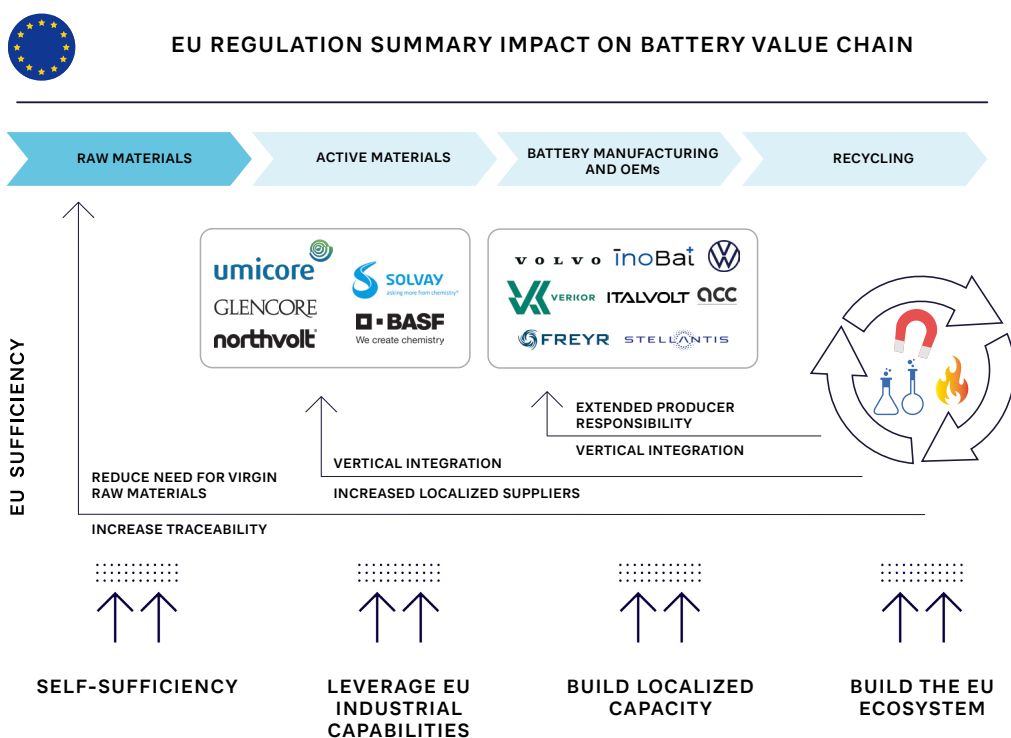 EU REGULATION SUMMARY IMPACT ON BATTERY VALUE CHAIN
RAW MATERIALS
ACTIVE MATERIALS
BATTERY MANUFACTURING
AND OEMs
RECYCLING
umicore
GLENCORE
northvolt
SOLVAY
asking more from chemistry®
BASF
We create chemistry
VOLVO
inoBat
VERKOR
ITALVOLT
acc
FREYR
STELLANTIS
EXTENDED PRODUCER
RESPONSIBILITY
VERTICAL INTEGRATION
VERTICAL INTEGRATION
INCREASED LOCALIZED SUPPLIERS
REDUCE NEED FOR VIRGIN
RAW MATERIALS
INCREASE TRACEABILITY
EU SUFFICIENCY
SELF-SUFFICIENCY
LEVERAGE EU
INDUSTRIAL
CAPABILITIES
BUILD LOCALIZED
CAPACITY
BUILD THE EU
ECOSYSTEM